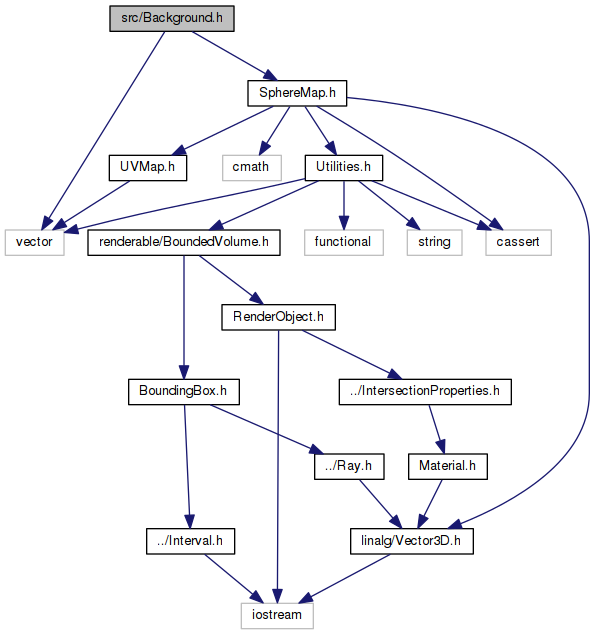 src/Background.h
SphereMap.h
UVMap.h
cmath
Utilities.h
vector
renderable/BoundedVolume.h
functional
string
cassert
RenderObject.h
BoundingBox.h
../IntersectionProperties.h
../Ray.h
Material.h
../Interval.h
linalg/Vector3D.h
iostream